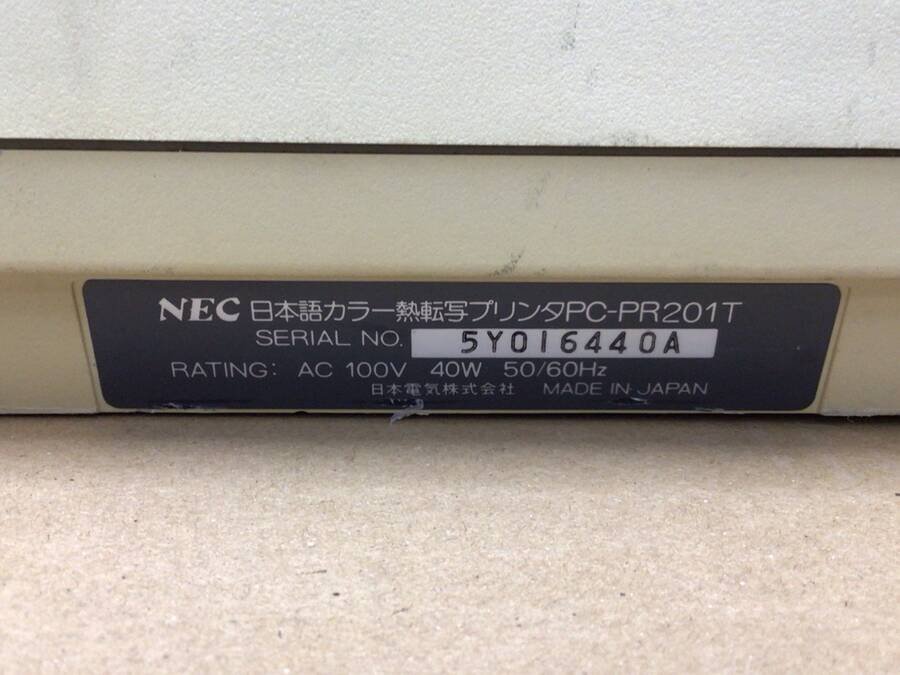 NEC 日本語カラー熱転写プリンタPC-PR201T
SERIAL NO. 5Y016440A
RATING: AC 100V 40W 50/60Hz
日本電気株式会社 MADE IN JAPAN